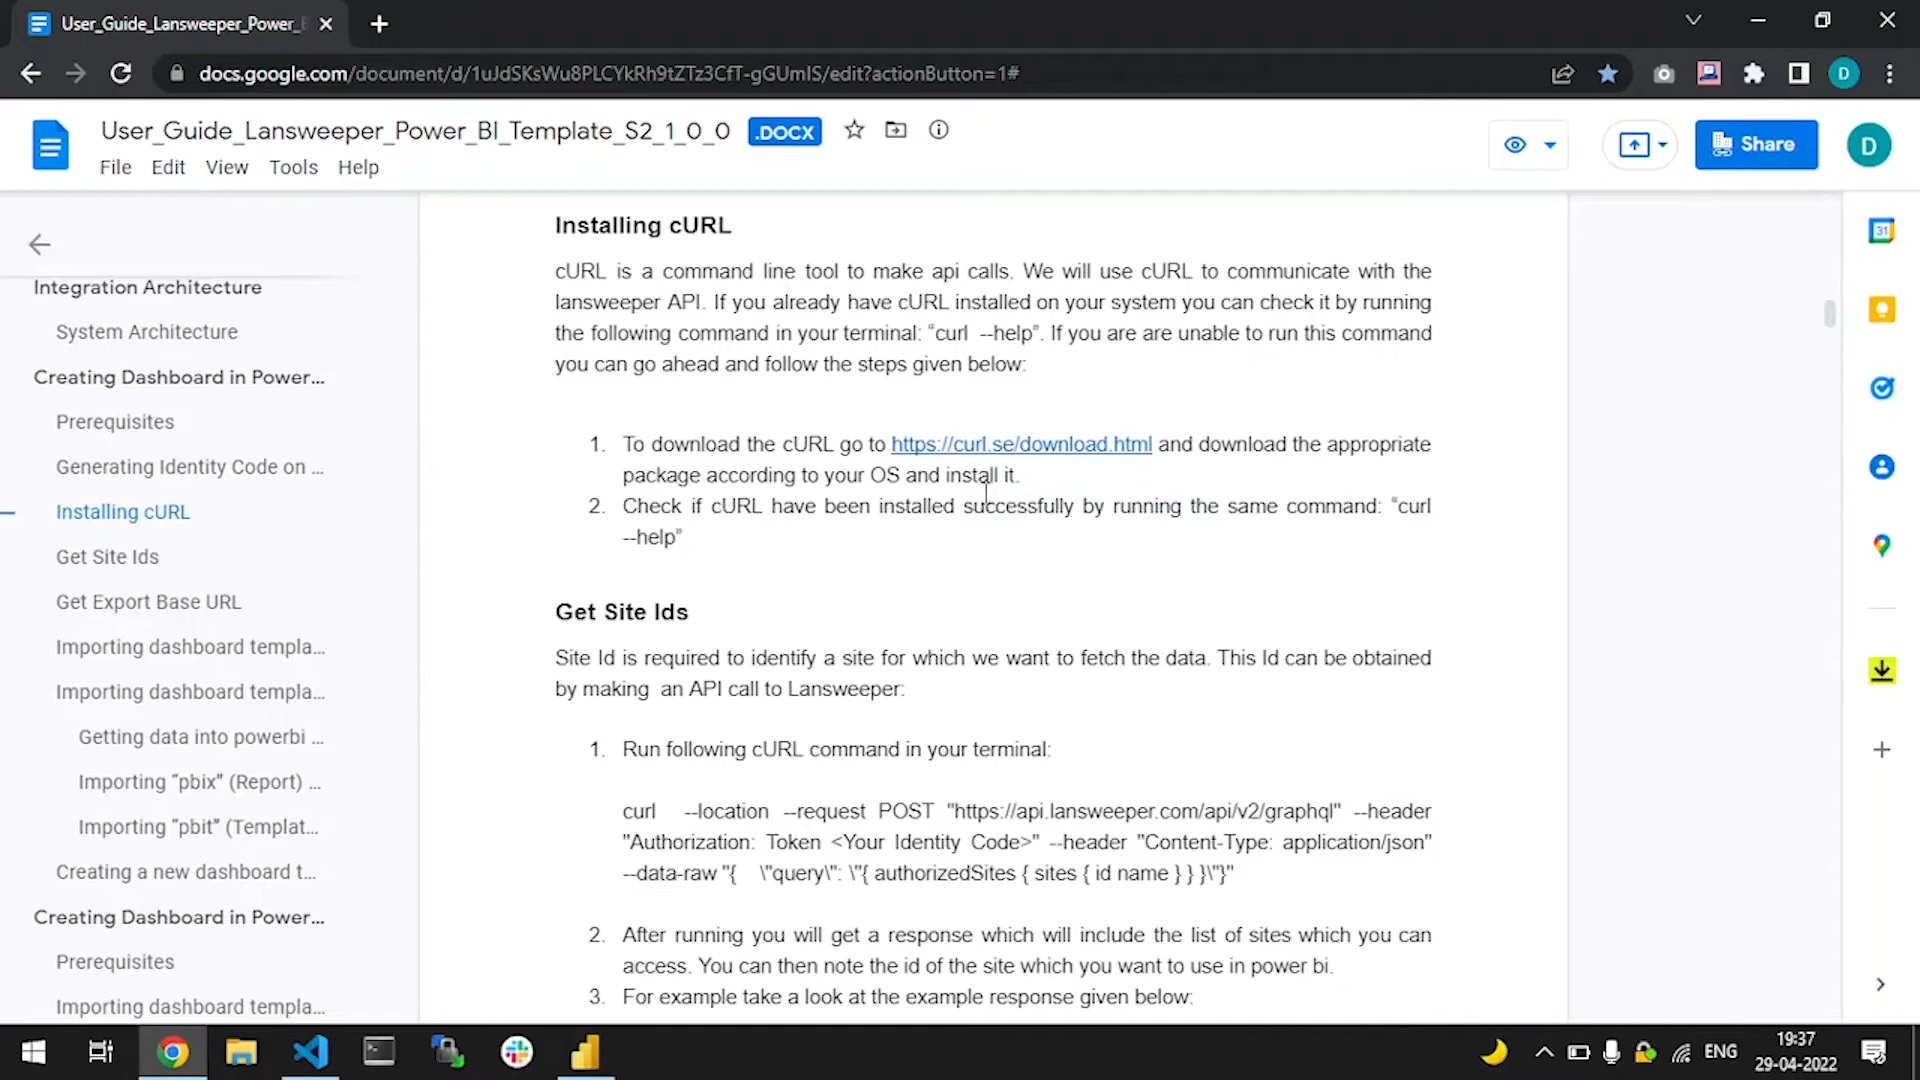 User_Guide_Lansweeper_Power_
docs.google.com/document/d/1uJdSKsWu8PLCYkRh9tZTz3CfT-gGUmIS/edit?actionButton=1#
D
User_Guide_Lansweeper_Power_BI_Template_S2_1_0_0 .DOCX
File Edit View Tools Help
Share
D
Integration Architecture
System Architecture
Creating Dashboard in Power...
Prerequisites
Generating Identity Code on ...
Installing cURL
Get Site Ids
Get Export Base URL
Importing dashboard templa...
Importing dashboard templa...
Getting data into powerbi ...
Importing “pbix” (Report) ...
Importing “pbit” (Templat...
Creating a new dashboard t...
Creating Dashboard in Power...
Prerequisites
Importing dashboard templa...
Installing cURL
cURL is a command line tool to make api calls. We will use cURL to communicate with the
lansweeper API. If you already have cURL installed on your system you can check it by running
the following command in your terminal: “curl --help”. If you are are unable to run this command
you can go ahead and follow the steps given below:
1. To download the cURL go to https://curl.se/download.html and download the appropriate
package according to your OS and install it.
2. Check if cURL have been installed successfully by running the same command: “curl
--help”
Get Site Ids
Site Id is required to identify a site for which we want to fetch the data. This Id can be obtained
by making an API call to Lansweeper:
1. Run following cURL command in your terminal:
curl --location --request POST "https://api.lansweeper.com/api/v2/graphql" --header
"Authorization: Token <Your Identity Code>" --header "Content-Type: application/json"
--data-raw "{ \"query\": \"{ authorizedSites { sites { id name } } }\"}"
2. After running you will get a response which will include the list of sites which you can
access. You can then note the id of the site which you want to use in power bi.
3. For example take a look at the example response given below:
31
ENG
19:37
29-04-2022